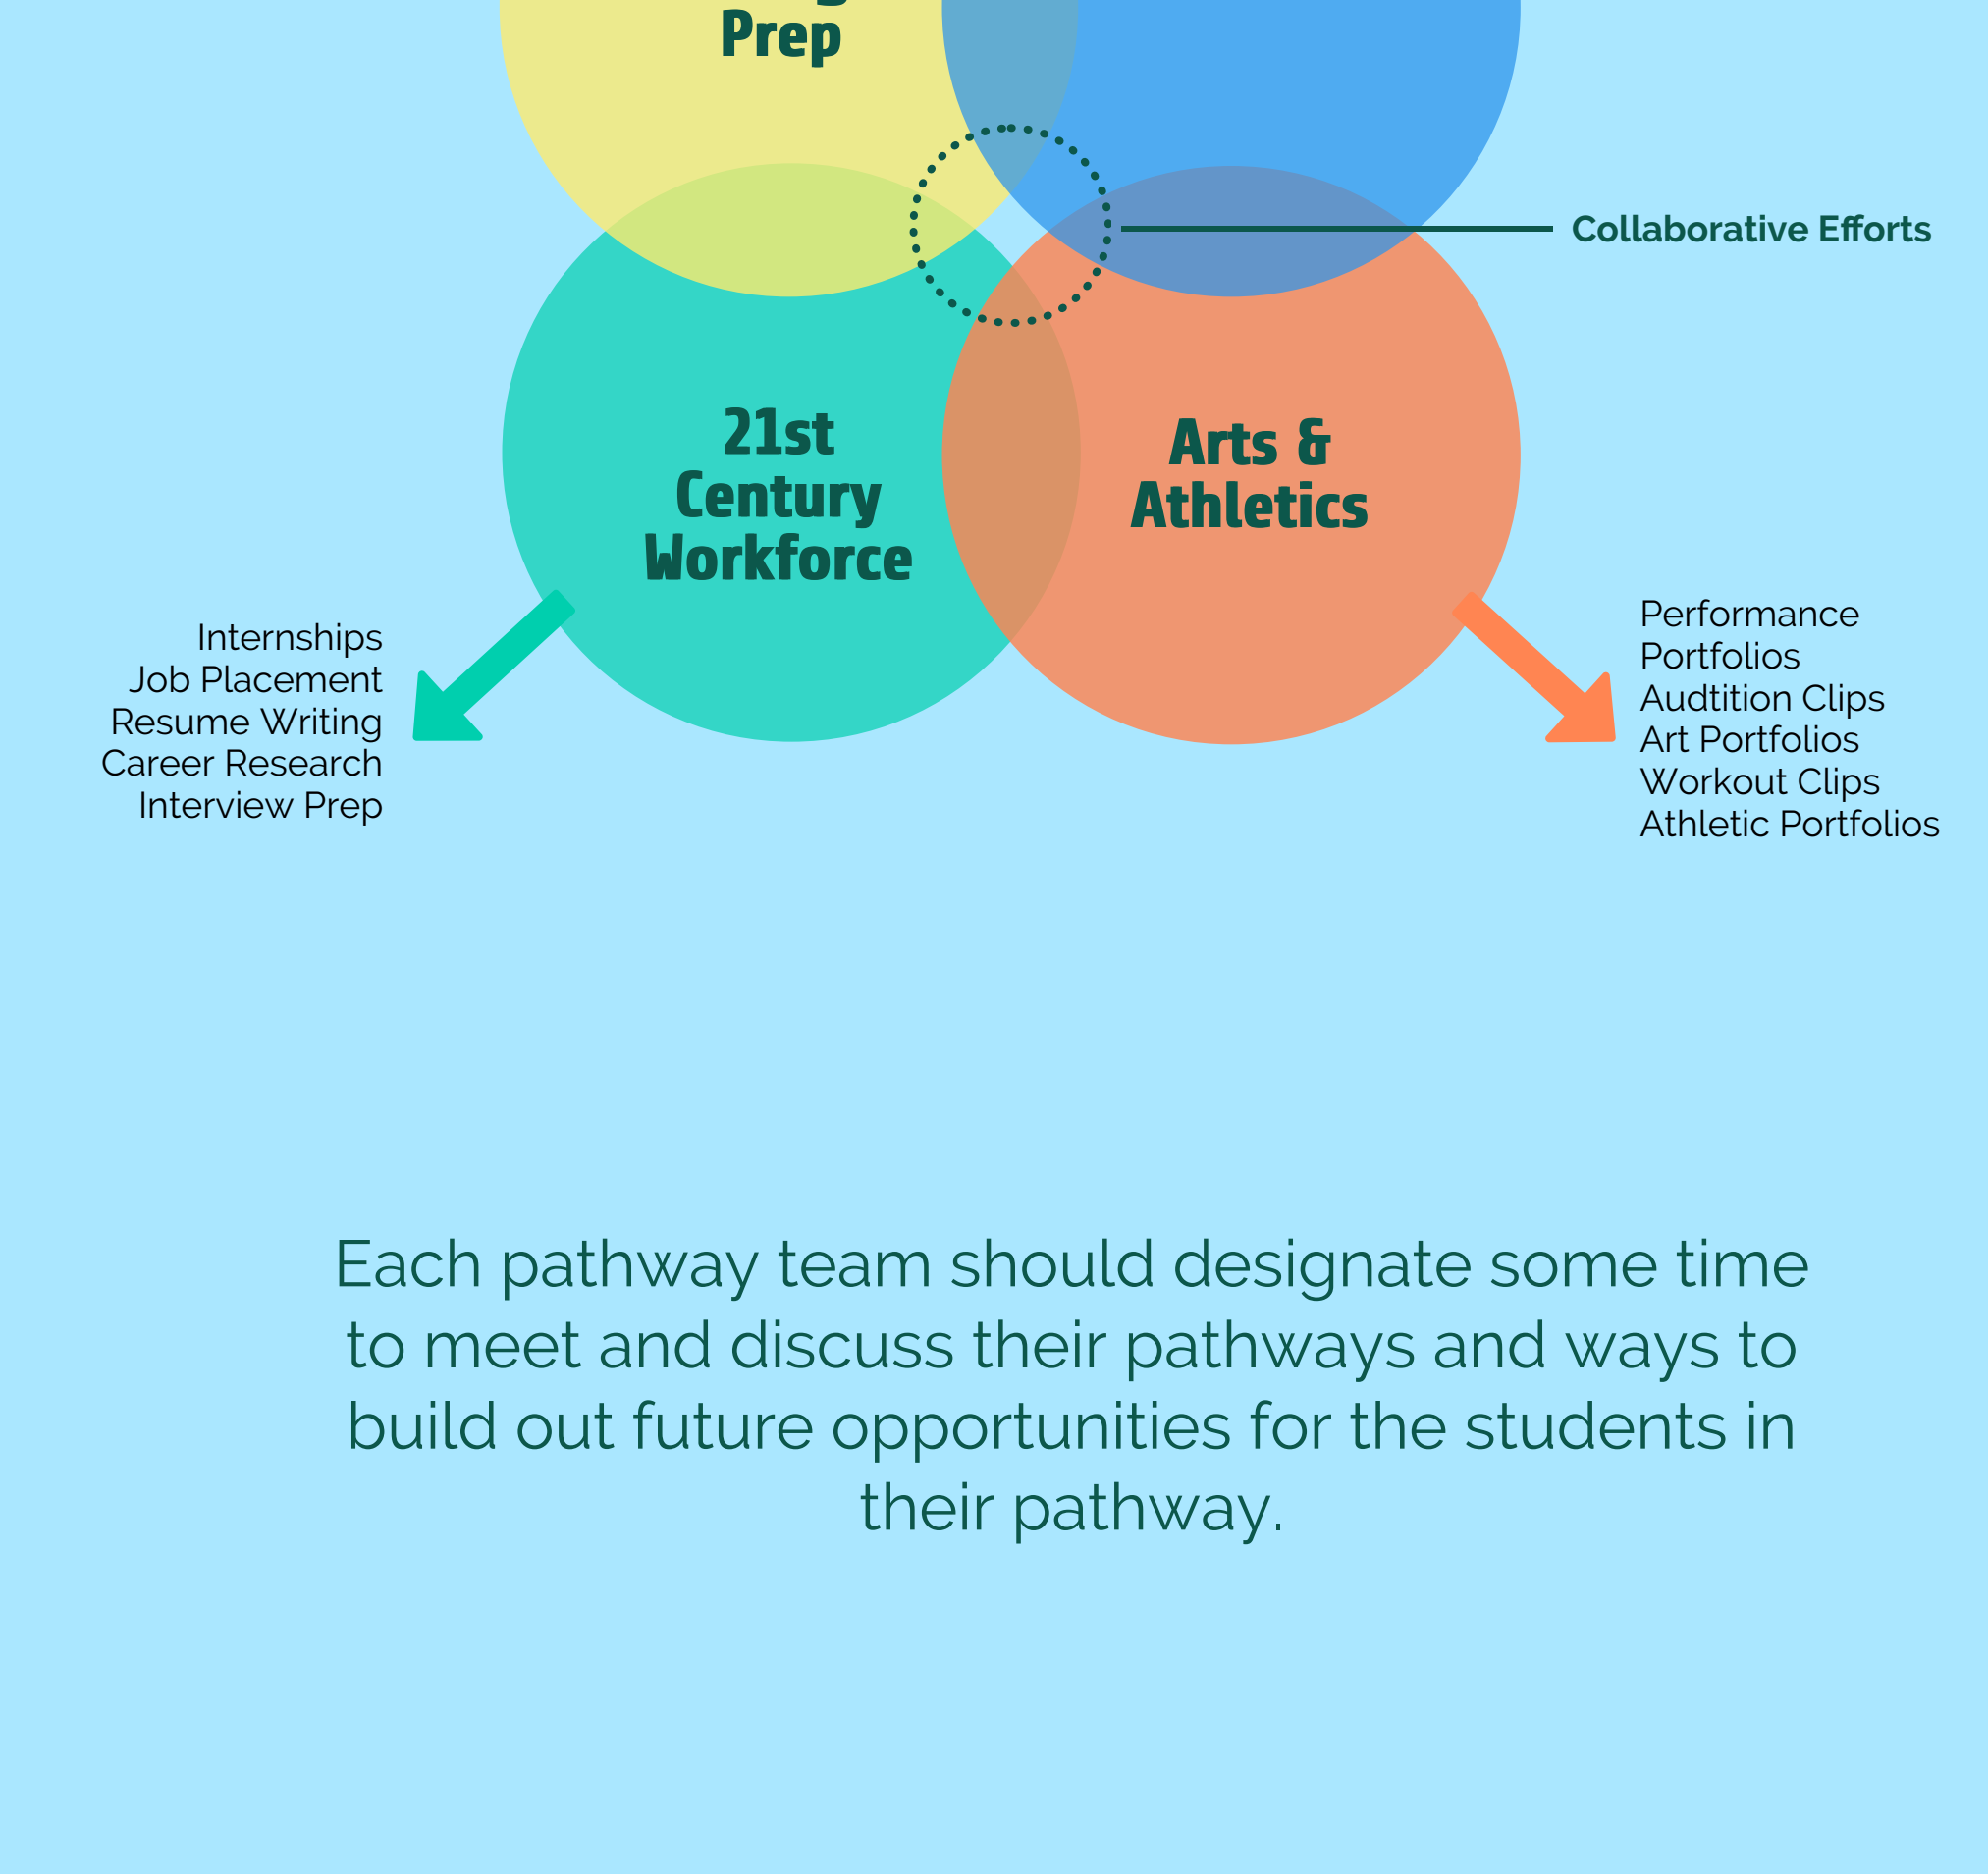 Prep
Collaborative Efforts
21st
Century
Workforce
Arts &
Athletics
Internships
Job Placement
Resume Writing
Career Research
Interview Prep
Performance
Portfolios
Audtition Clips
Art Portfolios
Workout Clips
Athletic Portfolios
Each pathway team should designate some time
to meet and discuss their pathways and ways to
build out future opportunities for the students in
their pathway.